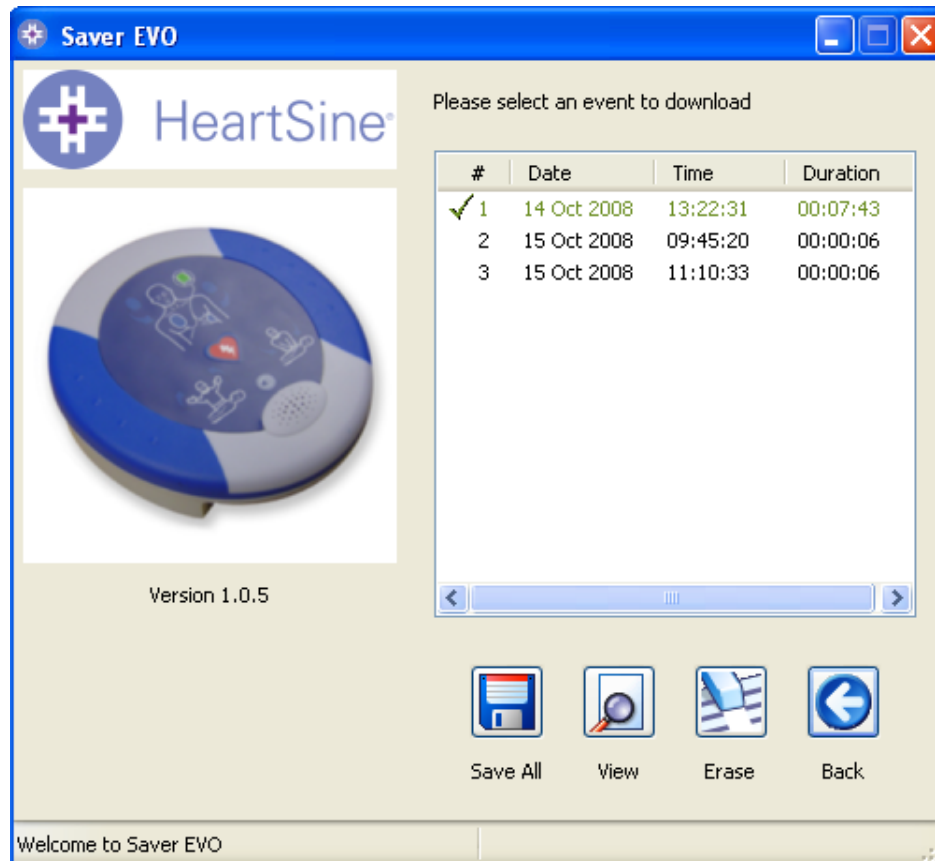 Saver EVO
HeartSine®
Please select an event to download
# Date Time Duration
1 14 Oct 2008 13:22:31 00:07:43
2 15 Oct 2008 09:45:20 00:00:06
3 15 Oct 2008 11:10:33 00:00:06
Version 1.0.5
Save All View Erase Back
Welcome to Saver EVO